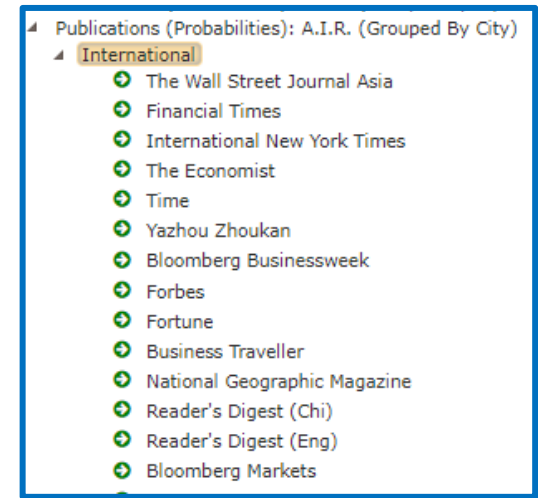 Publications (Probabilities): A.I.R. (Grouped By City)
International
The Wall Street Journal Asia
Financial Times
International New York Times
The Economist
Time
Yazhou Zhoukan
Bloomberg Businessweek
Forbes
Fortune
Business Traveller
National Geographic Magazine
Reader's Digest (Chi)
Reader's Digest (Eng)
Bloomberg Markets